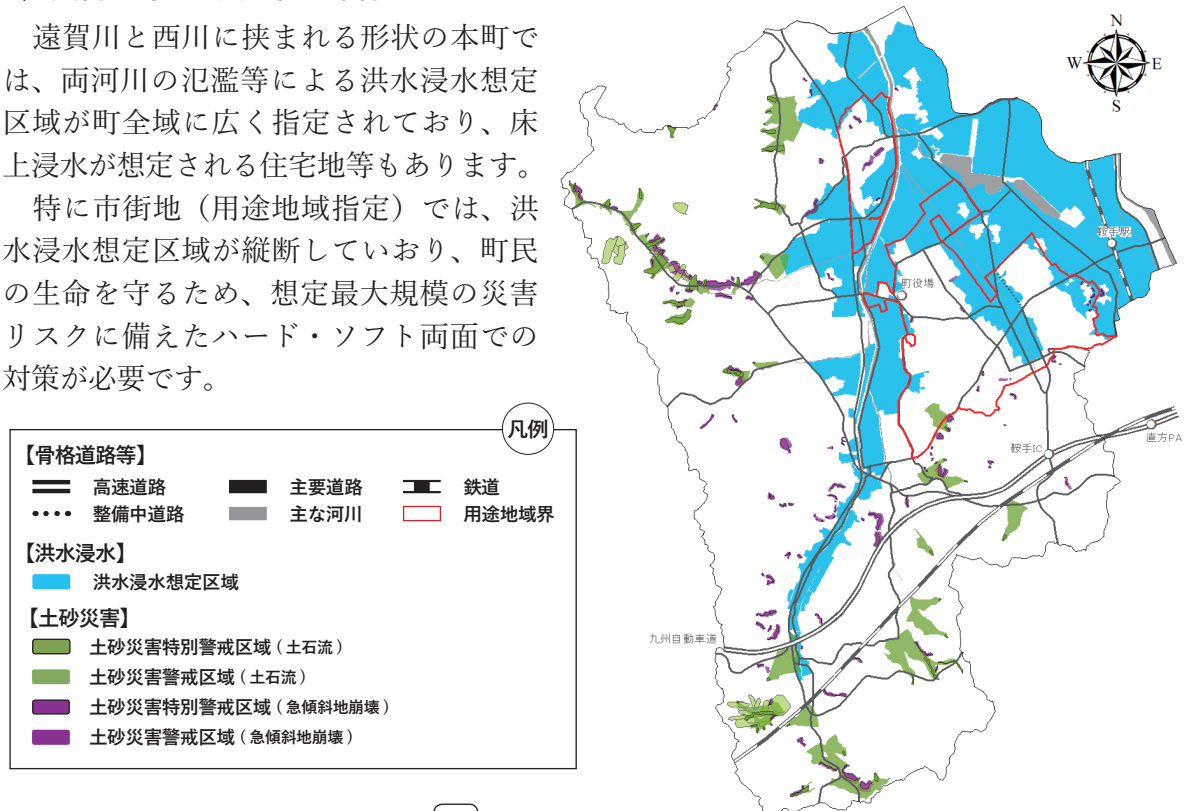 遠賀川と西川に挟まれる形状の本町で
は、両河川の氾濫等による洪水浸水想定
区域が町全域に広く指定されており、床
上浸水が想定される住宅地等もあります。
特に市街地（用途地域指定）では、洪
水浸水想定区域が縦断していおり、町民
の生命を守るため、想定最大規模の災害
リスクに備えたハード・ソフト両面での
対策が必要です。
凡例
【骨格道路等】
高速道路
主要道路
鉄道
整備中道路
主な河川
用途地域界
【洪水浸水】
洪水浸水想定区域
【土砂災害】
土砂災害特別警戒区域（土石流）
土砂災害警戒区域（土石流）
土砂災害特別警戒区域（急傾斜地崩壊）
土砂災害警戒区域（急傾斜地崩壊）
N
W
E
S
鞍手駅
町役場
鞍手IC
直方PA
九州自動車道